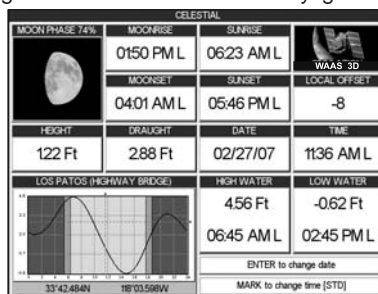 CELESTIAL
MOON PHASE 74% MOONRISE SUNRISE
01:50 PM L 06:23 AM L
WAAS 3D
MOONSET SUNSET LOCAL OFFSET
04:01 AM L 05:46 PM L -8
HEIGHT DRAUGHT DATE TIME
1.22 Ft 2.88 Ft 02/27/07 11:36 AM L
LOS PATOS (HIGHWAY BRIDGE) HIGH WATER LOW WATER
4.56 Ft -0.62 Ft
06:45 AM L 02:45 PM L
ENTER to change date
33°42.484N 118°03.598W MARK to change time [STD]